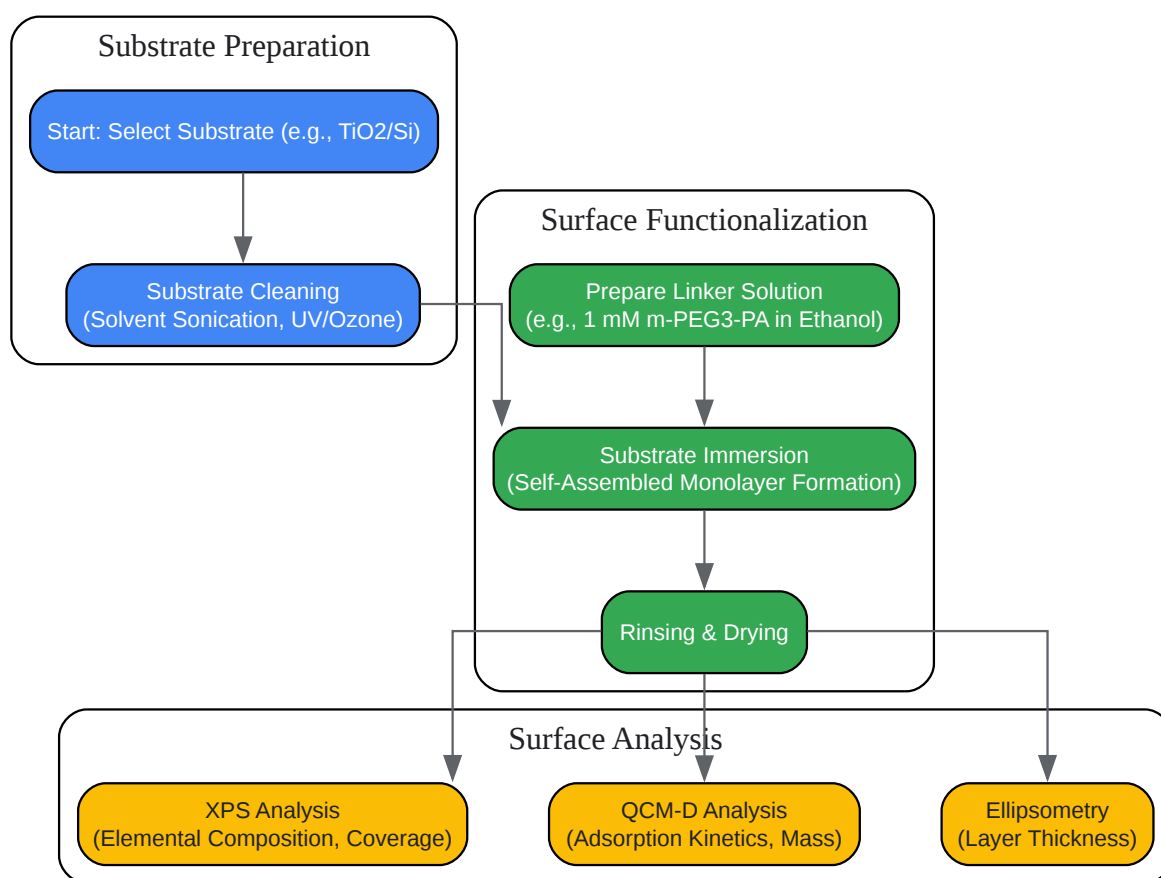 Substrate Preparation
Start: Select Substrate (e.g., TiO2/Si)
Substrate Cleaning
(Solvent Sonication, UV/Ozone)
Surface Functionalization
Prepare Linker Solution
(e.g., 1 mM m-PEG3-PA in Ethanol)
Substrate Immersion
(Self-Assembled Monolayer Formation)
Rinsing & Drying
Surface Analysis
XPS Analysis
(Elemental Composition, Coverage)
QCM-D Analysis
(Adsorption Kinetics, Mass)
Ellipsometry
(Layer Thickness)